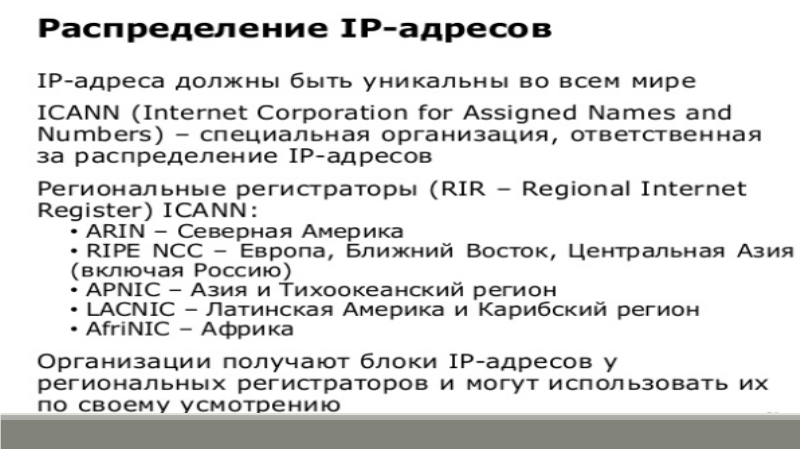 Распределение IP-адресов
IP-адреса должны быть уникальны во всем мире
ICANN (Internet Corporation for Assigned Names and
Numbers) – специальная организация, ответственная
за распределение IP-адресов
Региональные регистраторы (RIR – Regional Internet
Register) ICANN:
• ARIN – Северная Америка
• RIPE NCC – Европа, Ближний Восток, Центральная Азия
(включая Россию)
• APNIC – Азия и Тихоокеанский регион
• LACNIC – Латинская Америка и Карибский регион
• AfriNIC – Африка
Организации получают блоки IP-адресов у
региональных регистраторов и могут использовать их
по своему усмотрению